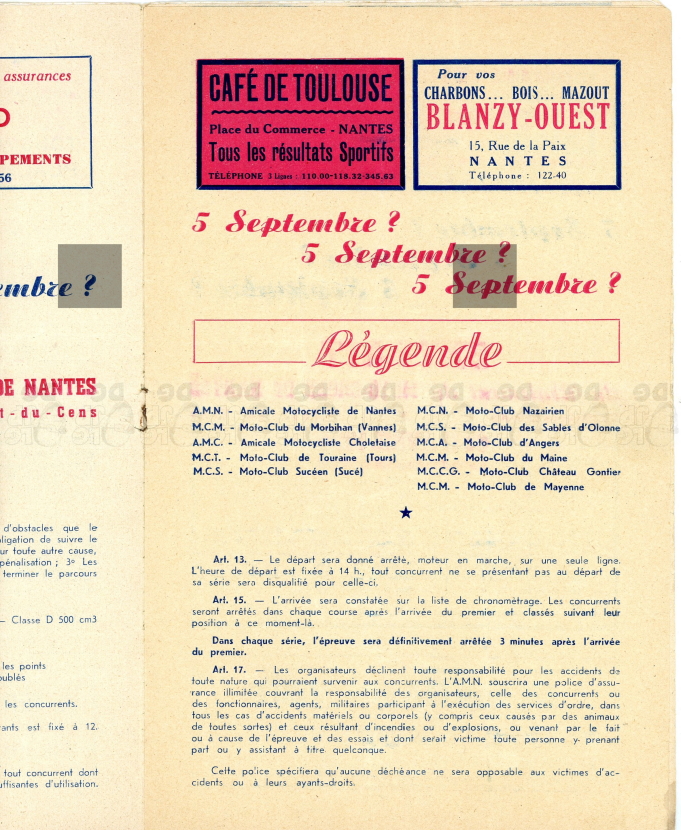 assurances
PEMENTS
56
embre ?
DE NANTES
t-du-Cens
d'obstacles que le
ligation de suivre le
ur toute autre cause,
pénalisation ; 3º Les
terminer le parcours
— Classe D 500 cm3
les points
oublés
les concurrents.
rants est fixé à 12.
tout concurrent dont
uffisantes d'utilisation.
CAFÉ DE TOULOUSE
Place du Commerce - NANTES
Tous les résultats Sportifs
TÉLÉPHONE 3 Lignes : 110.00-118.32-345.63
Pour vos
CHARBONS... BOIS... MAZOUT
BLANZY-OUEST
15, Rue de la Paix
NANTES
Téléphone : 122-40
5 Septembre ?
5 Septembre ?
5 Septembre ?
Légende
A.M.N. - Amicale Motocycliste de Nantes
M.C.M. - Moto-Club du Morbihan (Vannes)
A.M.C. - Amicale Motocycliste Choletaise
M.C.T. - Moto-Club de Touraine (Tours)
M.C.S. - Moto-Club Sucéen (Sucé)
M.C.N. - Moto-Club Nazairien
M.C.S. - Moto-Club des Sables d'Olonne
M.C.A. - Moto-Club d'Angers
M.C.M. - Moto-Club du Maine
M.C.C.G. - Moto-Club Château Gontier
M.C.M. - Moto-Club de Mayenne
Art. 13. — Le départ sera donné arrêté, moteur en marche, sur une seule ligne.
L'heure de départ est fixée à 14 h., tout concurrent ne se présentant pas au départ de
sa série sera disqualifié pour celle-ci.
Art. 15. — L'arrivée sera constatée sur la liste de chronométrage. Les concurrents
seront arrêtés dans chaque course après l'arrivée du premier et classés suivant leur
position à ce moment-là.
Dans chaque série, l'épreuve sera définitivement arrêtée 3 minutes après l'arrivée
du premier.
Art. 17. — Les organisateurs déclinent toute responsabilité pour les accidents de
toute nature qui pourraient survenir aux concurrents. L'A.M.N. souscrira une police d'assu-
rance illimitée couvrant la responsabilité des organisateurs, celle des concurrents ou
des fonctionnaires, agents, militaires participant à l'exécution des services d'ordre, dans
tous les cas d'accidents matériels ou corporels (y compris ceux causés par des animaux
de toutes sortes) et ceux résultant d'incendies ou d'explosions, ou venant par le fait
ou à cause de l'épreuve et des essais et dont serait victime toute personne y prenant
part ou y assistant à titre quelconque.
Cette police spécifiera qu'aucune déchéance ne sera opposable aux victimes d'ac-
cidents ou à leurs ayants-droits.